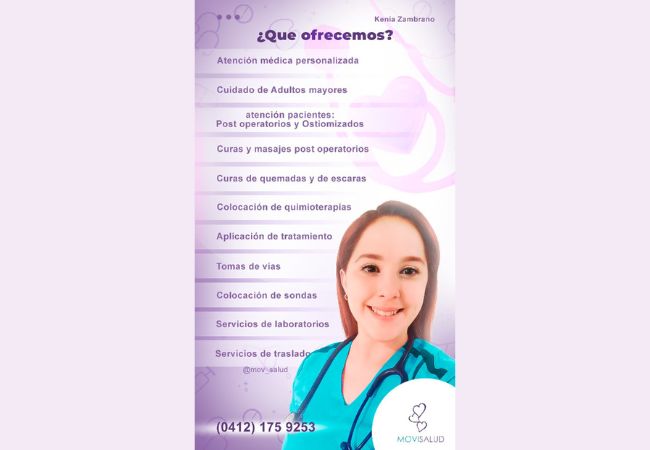 Kenia Zambrano
¿Que ofrecemos?
Atención médica personalizada
Cuidado de Adultos mayores
atención pacientes:
Post operatorios y Ostiomizados
Curas y masajes post operatorios
Curas de quemadas y de escaras
Colocación de quimioterapias
Aplicación de tratamiento
Tomas de vias
Colocación de sondas
Servicios de laboratorios
Servicios de traslado
@mov_salud
(0412) 175 9253
MOVISALUD